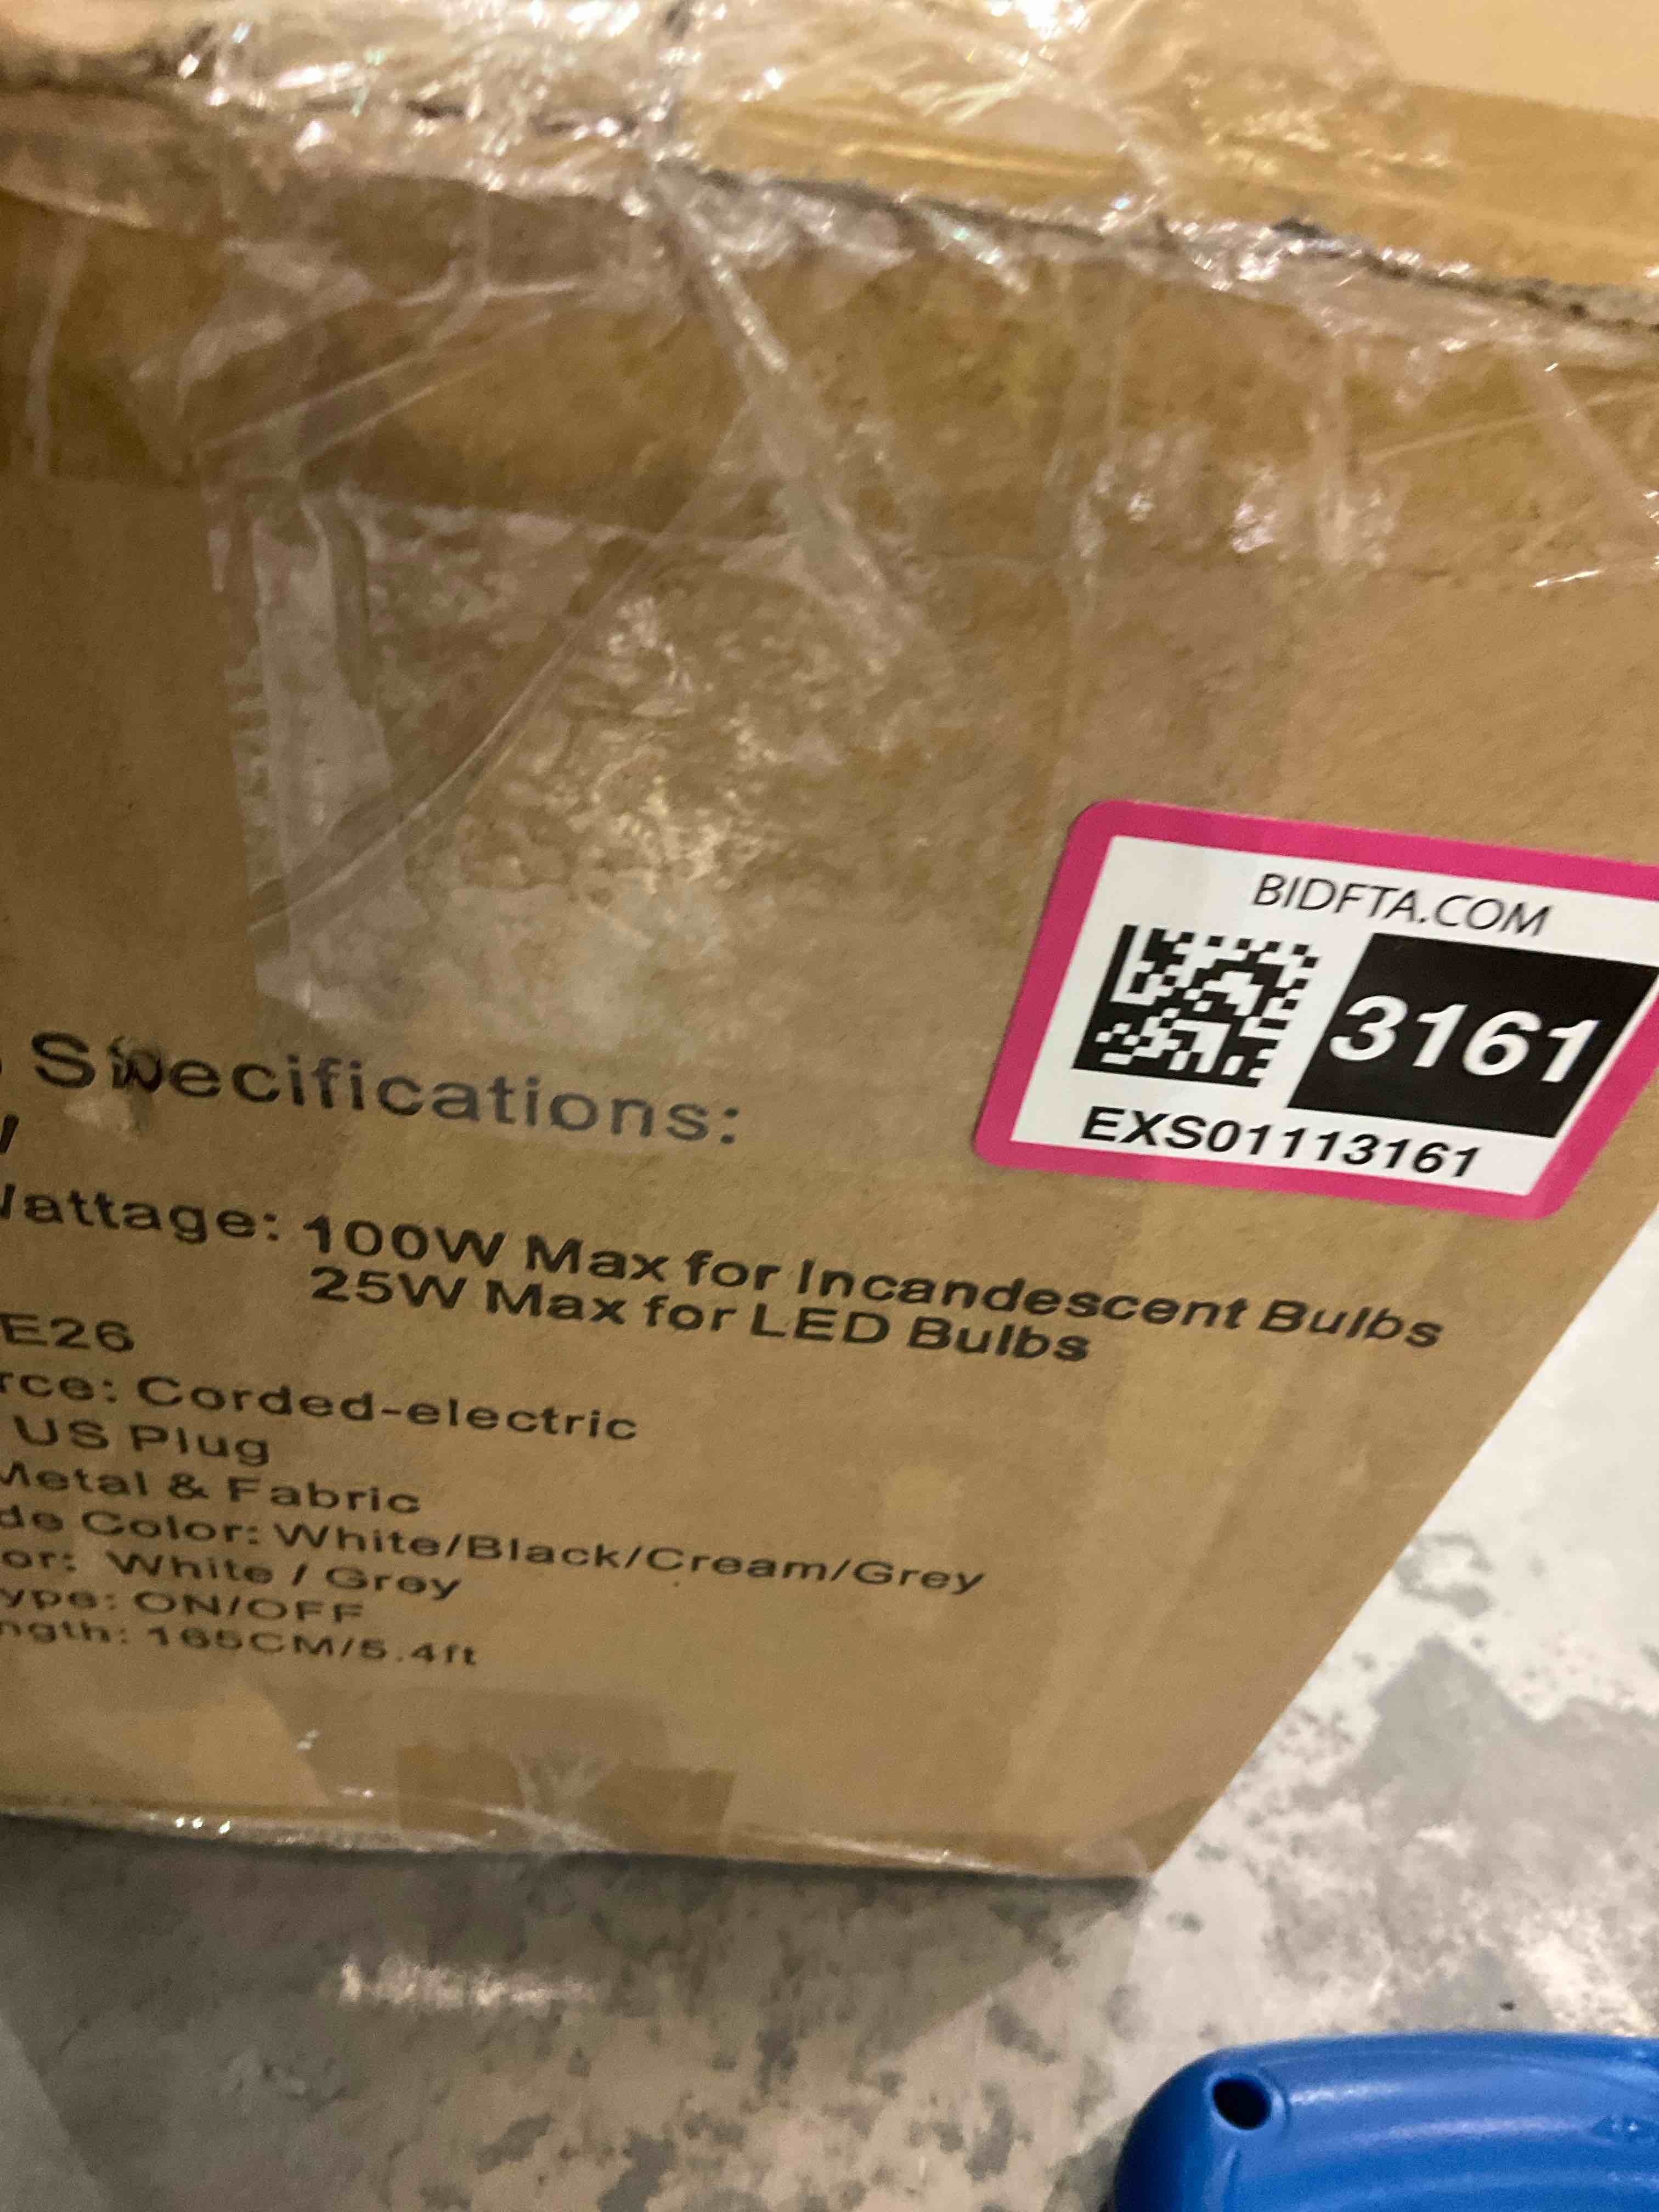 BIDFTA.COM
3161
EXS01113161
Specifications:
Wattage: 100W Max for Incandescent Bulbs
25W Max for LED Bulbs
E26
rce: Corded-electric
US Plug
Metal & Fabric
de Color: White/Black/Cream/Grey
or: White / Grey
ype: ON/OFF
ngth: 165CM/5.4ft